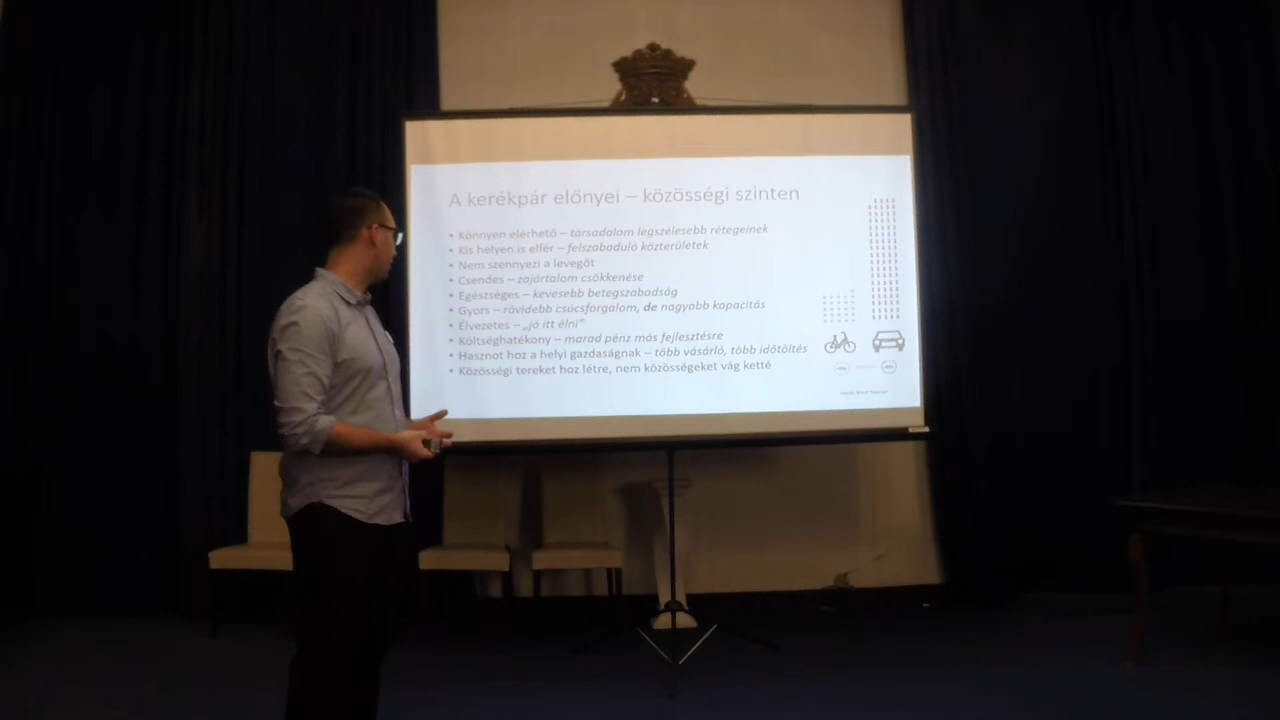 A kerékpár előnyei – közösségi szinten
• Könnyen elérhető – társadalom legszélesebb rétegeinek
• Kis helyen is elfér – felszabaduló közterületek
• Nem szennyezi a levegőt
• Csendes – zajártalom csökkenése
• Egészséges – kevesebb betegszabadság
• Gyors – rövidebb csúcsforgalom, de nagyobb kapacitás
• Élvezetes – „jó itt élni”
• Költséghatékony – marad pénz más fejlesztésre
• Hasznot hoz a helyi gazdaságnak – több vásárló, több időtöltés
• Közösségi tereket hoz létre, nem közösségeket vág ketté